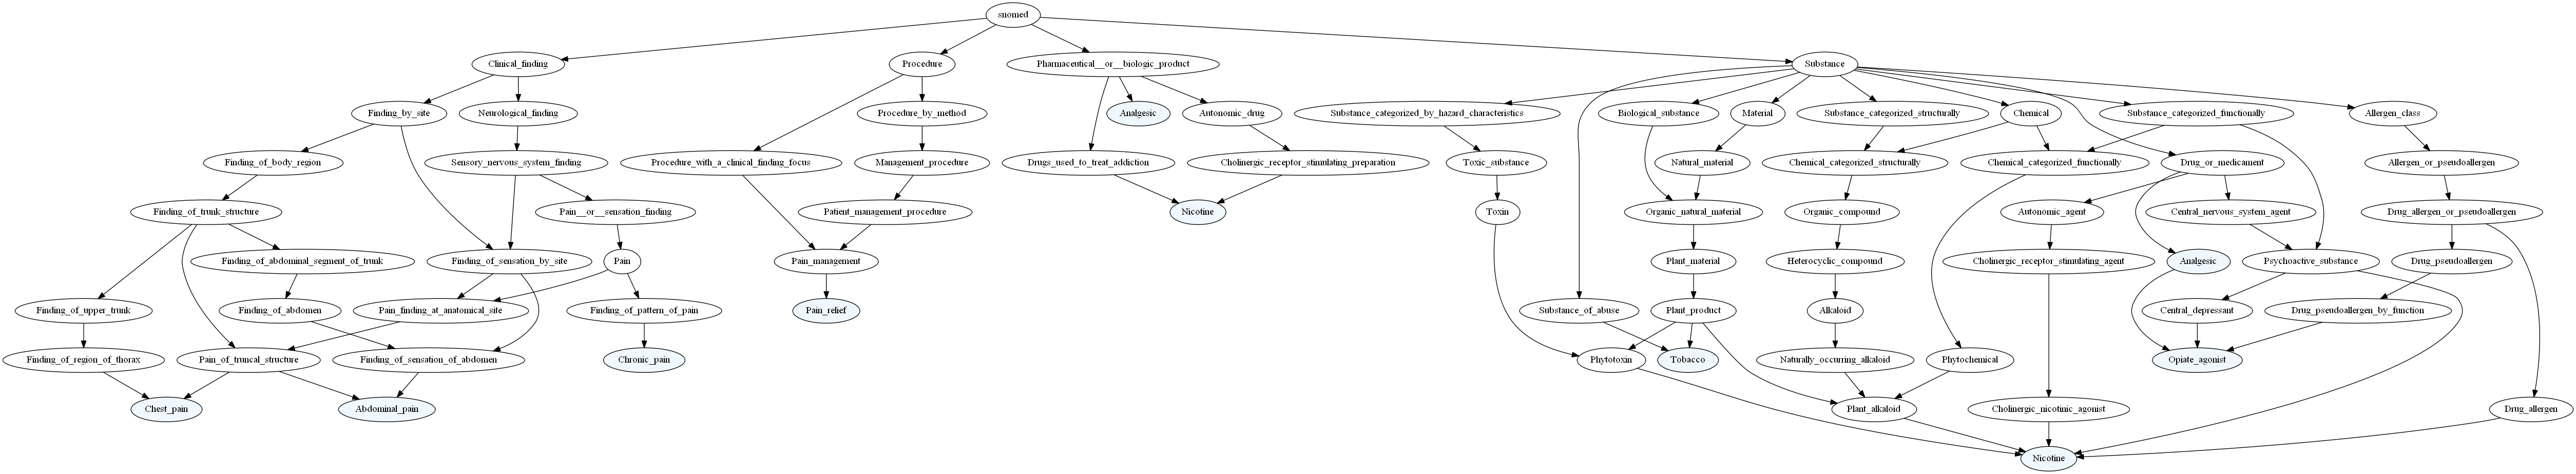 snomed
Clinical_finding
Procedure
Pharmaceutical__or__biologic_product
Substance
Finding_by_site
Neurological_finding
Procedure_by_method
Analgesic
Autonomic_drug
Substance_categorized_by_hazard_characteristics
Biological_substance
Material
Substance_categorized_structurally
Chemical
Substance_categorized_functionally
Allergen_class
Finding_of_body_region
Sensory_nervous_system_finding
Procedure_with_a_clinical_finding_focus
Management_procedure
Drugs_used_to_treat_addiction
Cholinergic_receptor_stimulating_preparation
Toxic_substance
Natural_material
Chemical_categorized_structurally
Chemical_categorized_functionally
Drug_or_medicament
Allergen_or_pseudoallergen
Finding_of_trunk_structure
Pain__or__sensation_finding
Patient_management_procedure
Nicotine
Toxin
Organic_natural_material
Organic_compound
Autonomic_agent
Central_nervous_system_agent
Drug_allergen_or_pseudoallergen
Finding_of_abdominal_segment_of_trunk
Finding_of_sensation_by_site
Pain
Pain_management
Plant_material
Heterocyclic_compound
Cholinergic_receptor_stimulating_agent
Analgesic
Psychoactive_substance
Drug_pseudoallergen
Finding_of_upper_trunk
Finding_of_abdomen
Pain_finding_at_anatomical_site
Finding_of_pattern_of_pain
Pain_relief
Substance_of_abuse
Plant_product
Alkaloid
Central_depressant
Drug_pseudoallergen_by_function
Finding_of_region_of_thorax
Pain_of_truncal_structure
Finding_of_sensation_of_abdomen
Chronic_pain
Phytotoxin
Tobacco
Naturally_occurring_alkaloid
Phytochemical
Opiate_agonist
Chest_pain
Abdominal_pain
Plant_alkaloid
Cholinergic_nicotinic_agonist
Drug_allergen
Nicotine